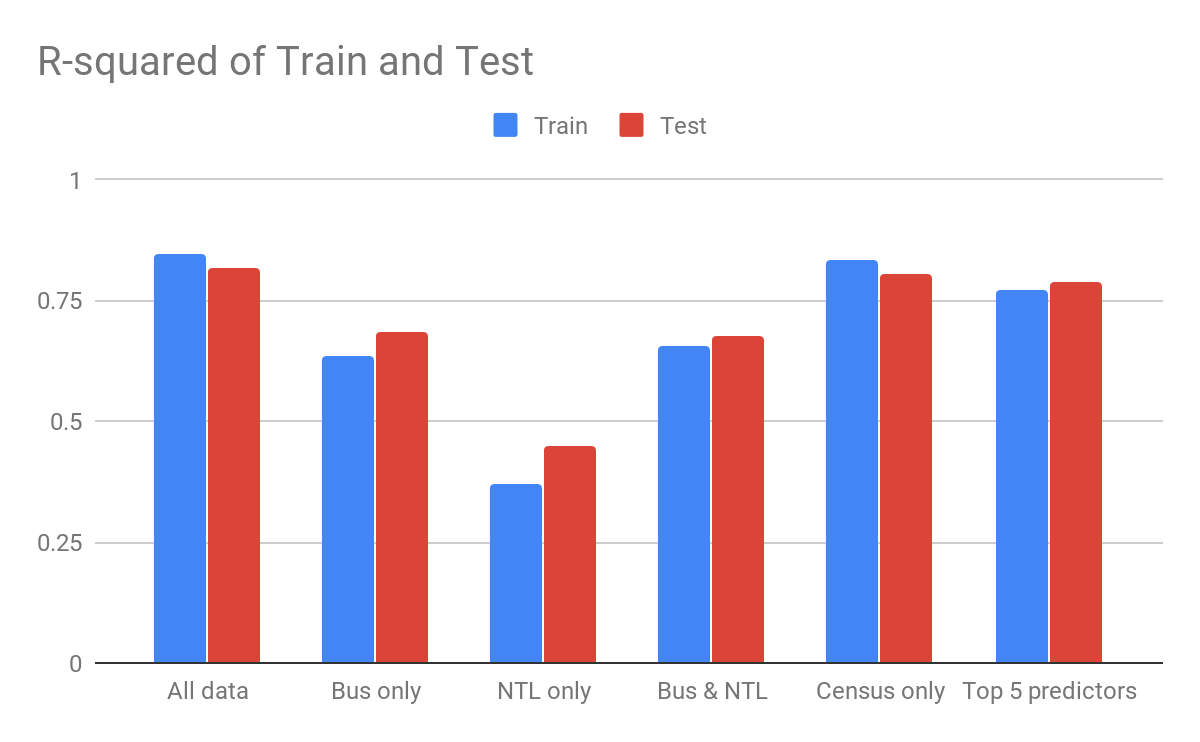 R-squared of Train and Test
Train Test
1
0.75
0.5
0.25
0
All data Bus only NTL only Bus & NTL Census only Top 5 predictors